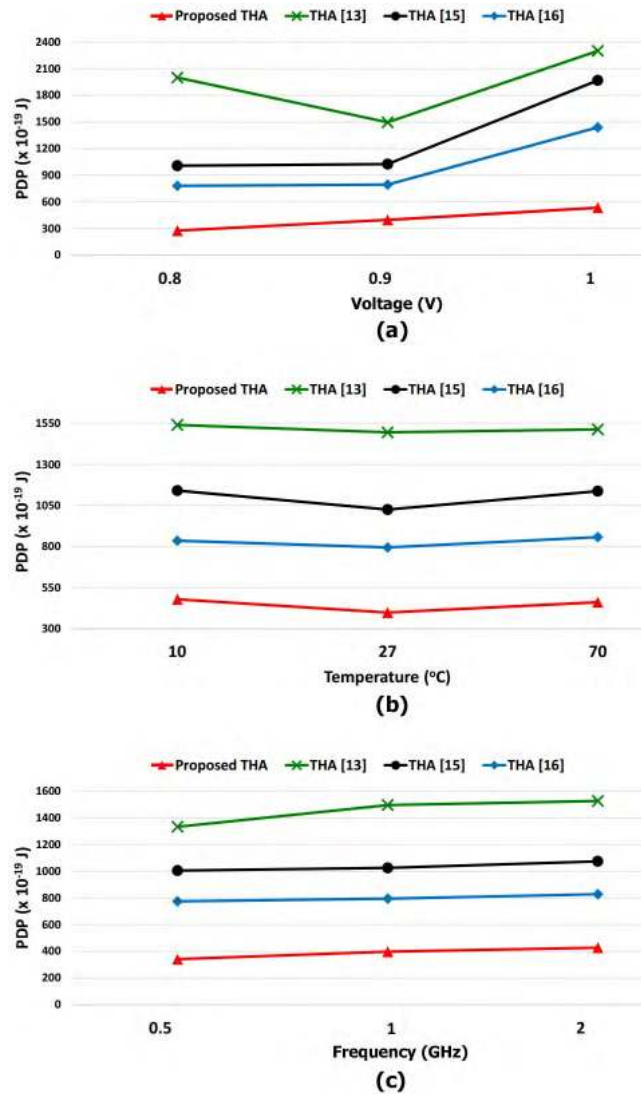 Proposed THA THA [13] THA [15] THA [16]
2400
2100
1800
1500
1200
900
600
300
0
PDP (x 10-19 J)
0.8 0.9 1
Voltage (V)
(a)
Proposed THA THA [13] THA [15] THA [16]
1550
1300
1050
800
550
300
PDP (x 10-19 J)
10 27 70
Temperature (oC)
(b)
Proposed THA THA [13] THA [15] THA [16]
1600
1400
1200
1000
800
600
400
200
0
PDP (x 10-19 J)
0.5 1 2
Frequency (GHz)
(c)